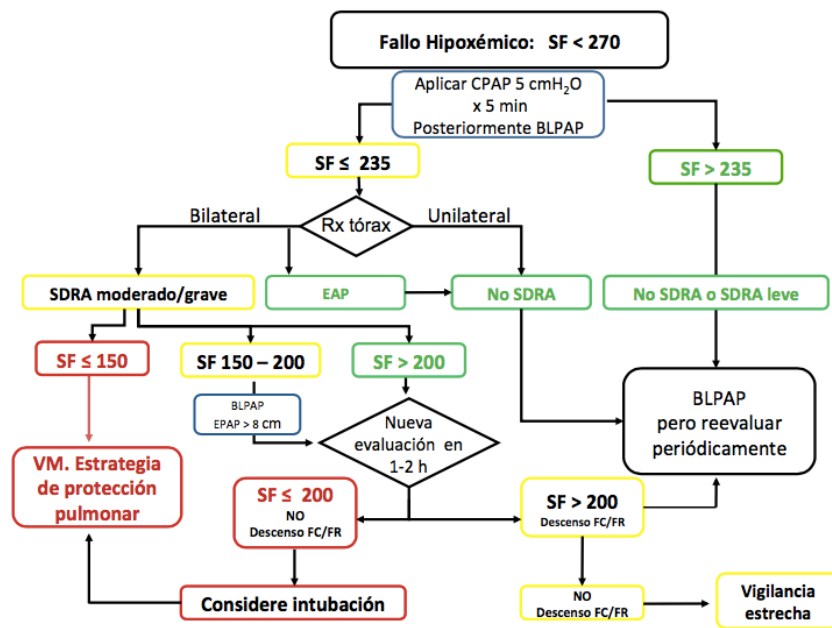 Fallo Hipoxémico: SF < 270
Aplicar CPAP 5 cmH₂O
x 5 min
Posteriormente BLPAP
SF ≤ 235
SF > 235
Bilateral
Rx tórax
Unilateral
SDRA moderado/grave
EAP
No SDRA
No SDRA o SDRA leve
SF ≤ 150
SF 150 – 200
SF > 200
BLPAP
EPAP > 8 cm
Nueva
evaluación en
1-2 h
BLPAP
pero reevaluar
periódicamente
VM. Estrategia
de protección
pulmonar
SF ≤ 200
NO
Descenso FC/FR
SF > 200
Descenso FC/FR
Considere intubación
NO
Descenso FC/FR
Vigilancia
estrecha